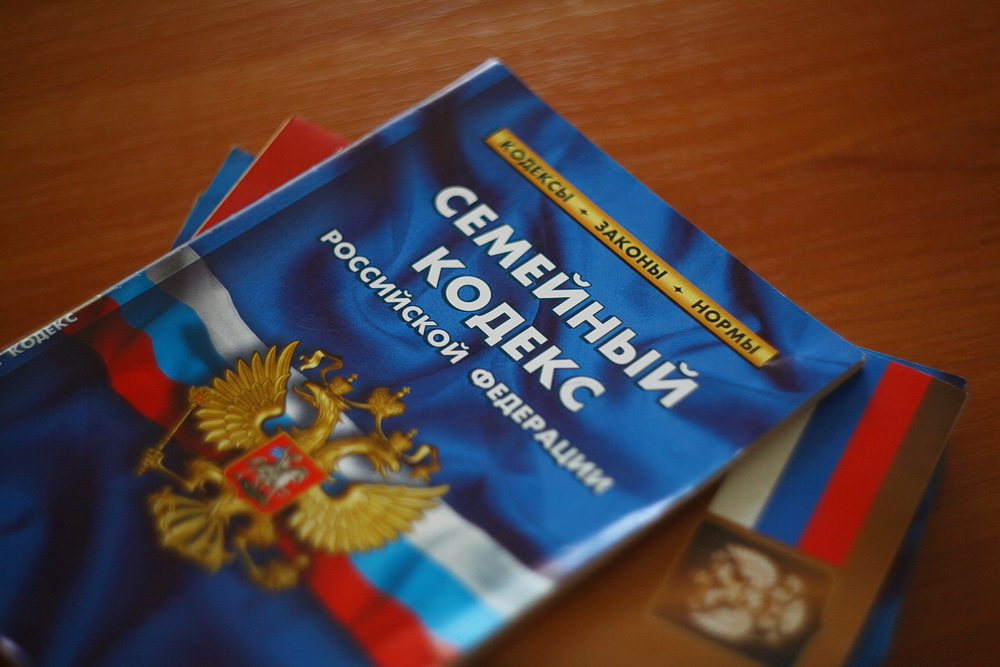 КОДЕКСЫ + ЗАКОНЫ + НОРМЫ
СЕМЕЙНЫЙ
КОДЕКС
РОССИЙСКОЙ ФЕДЕРАЦИИ
КОДЕКС